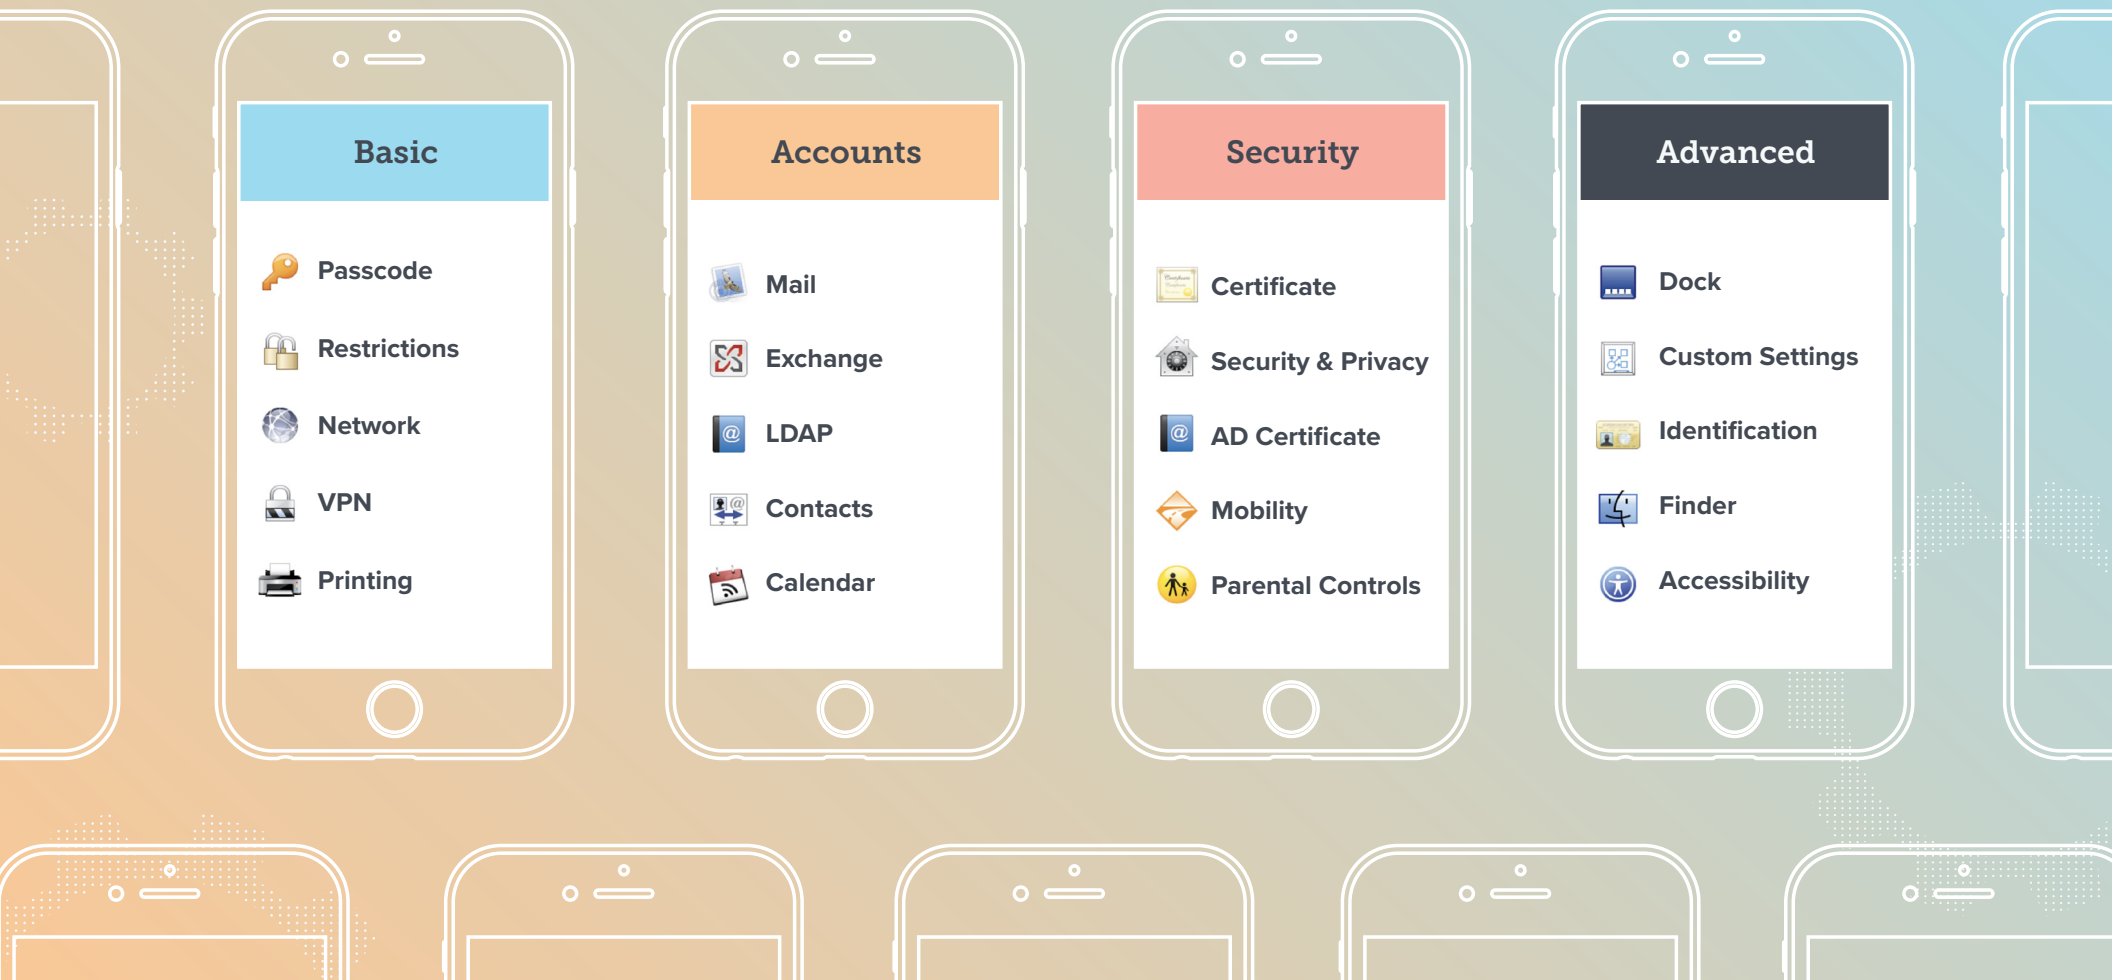 Basic
Passcode
Restrictions
Network
VPN
Printing
Accounts
Mail
Exchange
LDAP
Contacts
Calendar
Security
Certificate
Security & Privacy
AD Certificate
Mobility
Parental Controls
Advanced
Dock
Custom Settings
Identification
Finder
Accessibility